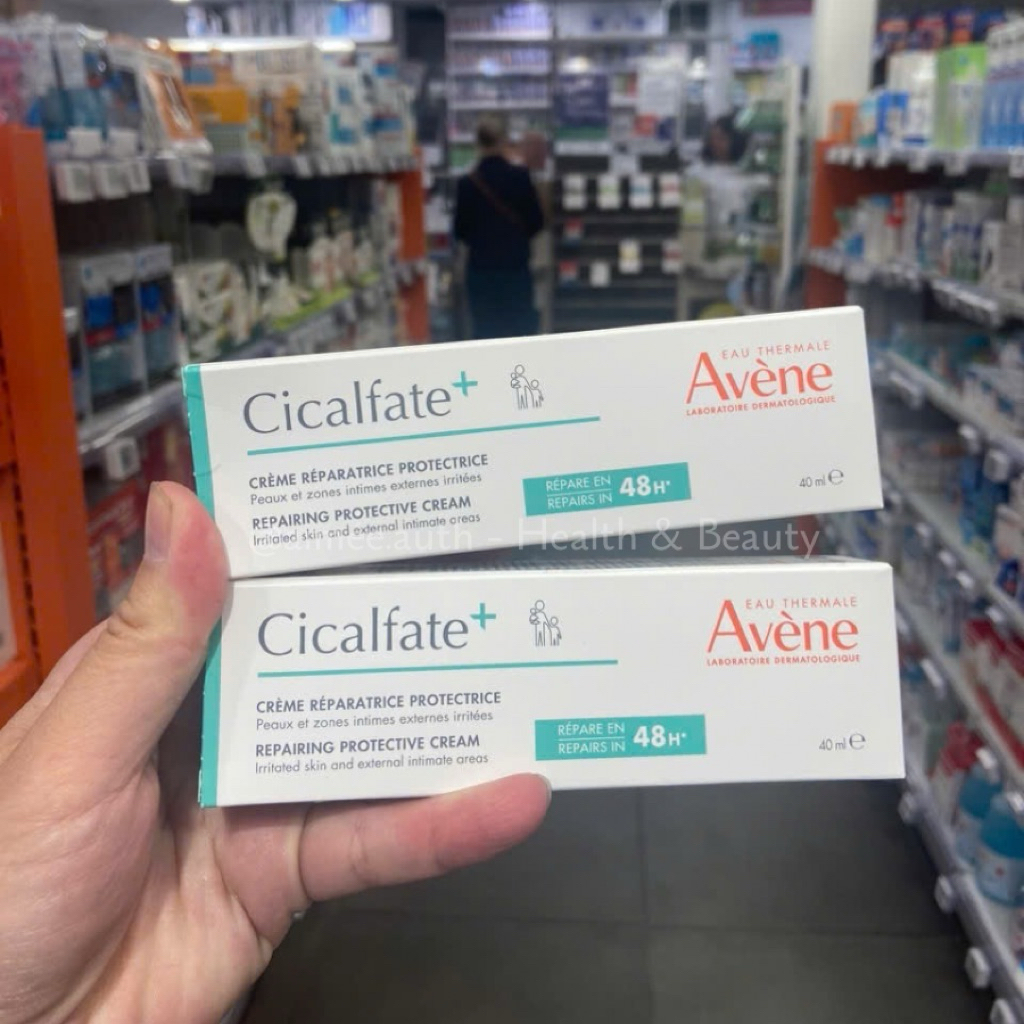 Cicalfate+
EAU THERMALE
Avène
LABORATOIRE DERMATOLOGIQUE
CRÈME RÉPARATRICE PROTECTRICE
Peaux et zones intimes externes irritées
REPAIRING PROTECTIVE CREAM
Irritated skin and external intimate areas
RÉPARE EN
REPAIRS IN
48H*
40 ml ℮
@aimee.auth - Health & Beauty
Cicalfate+
EAU THERMALE
Avène
LABORATOIRE DERMATOLOGIQUE
CRÈME RÉPARATRICE PROTECTRICE
Peaux et zones intimes externes irritées
REPAIRING PROTECTIVE CREAM
Irritated skin and external intimate areas
RÉPARE EN
REPAIRS IN
48H*
40 ml ℮